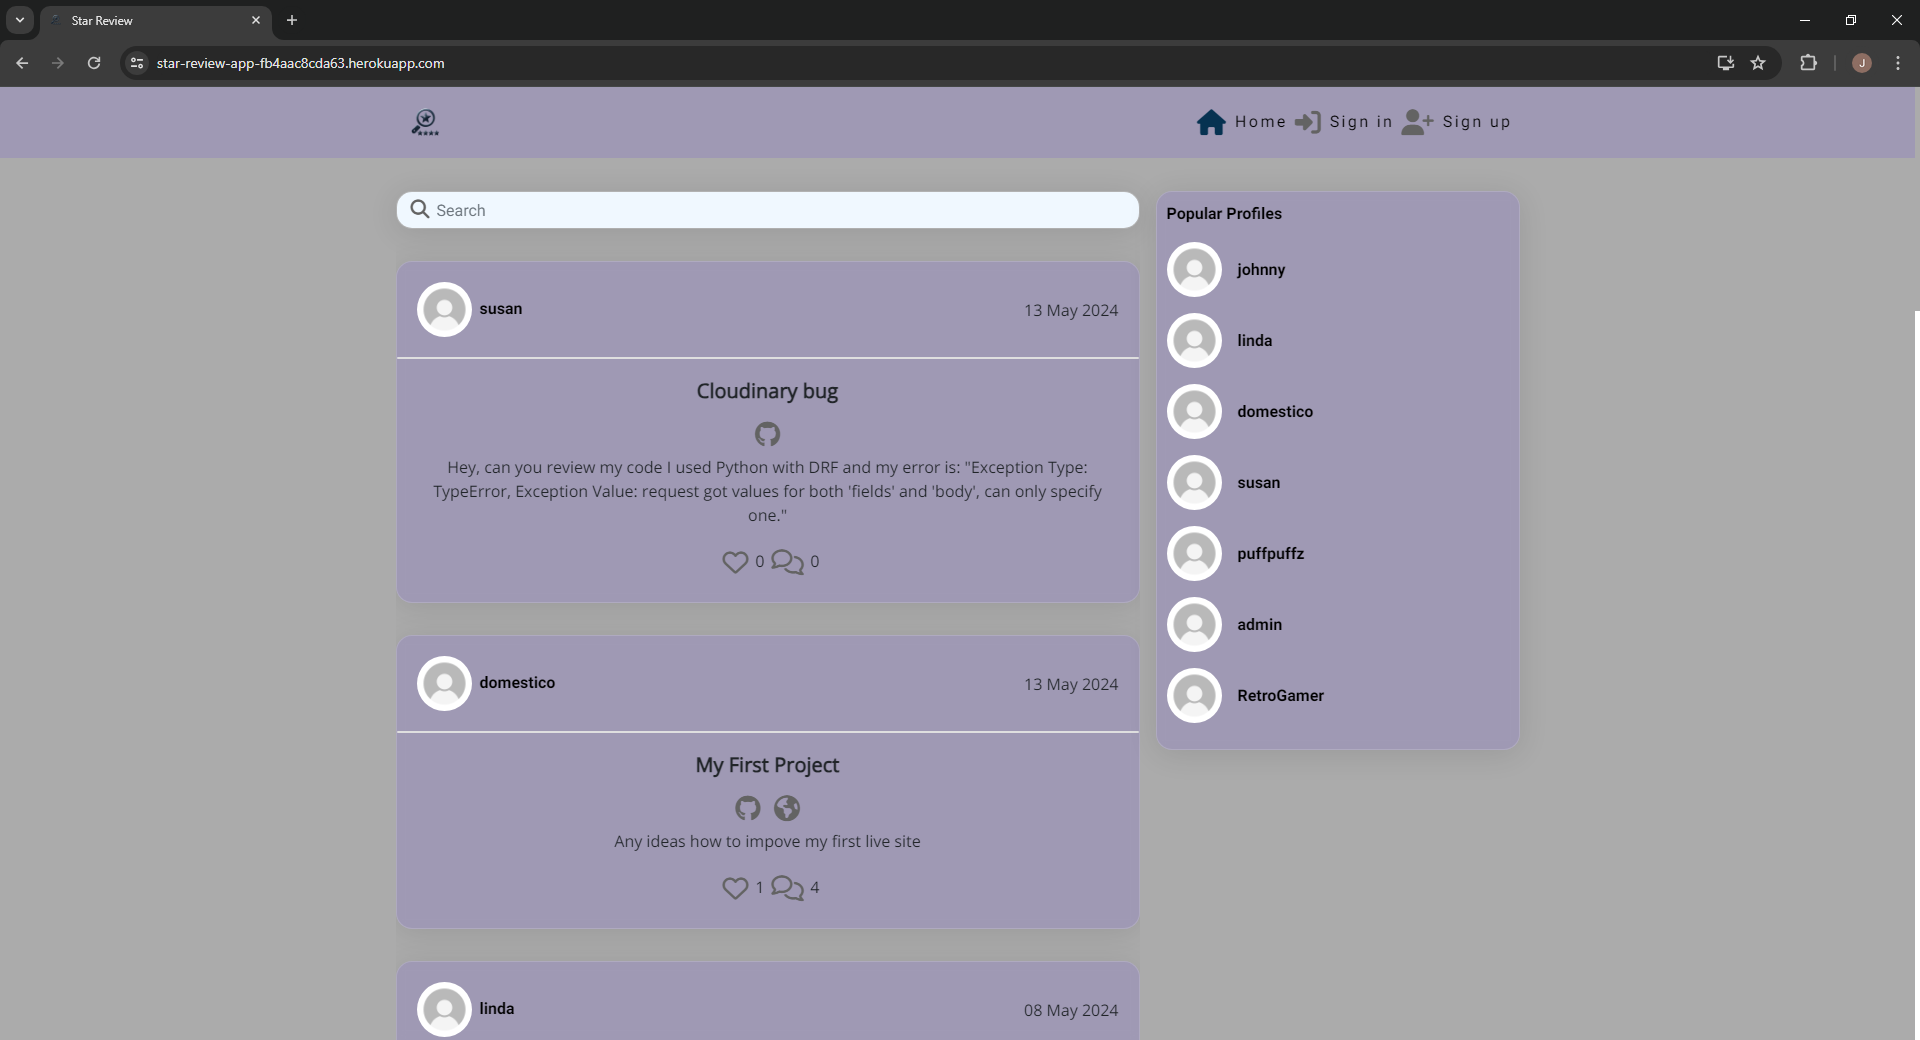 Star Review
star-review-app-fb4aac8cda63.herokuapp.com
J
Home Sign in Sign up
Search
susan
13 May 2024
Cloudinary bug
Hey, can you review my code I used Python with DRF and my error is: "Exception Type:
TypeError, Exception Value: request got values for both 'fields' and 'body', can only specify
one."
0 0
domestico
13 May 2024
My First Project
Any ideas how to impove my first live site
1 4
linda
08 May 2024
Popular Profiles
johnny
linda
domestico
susan
puffpuffz
admin
RetroGamer